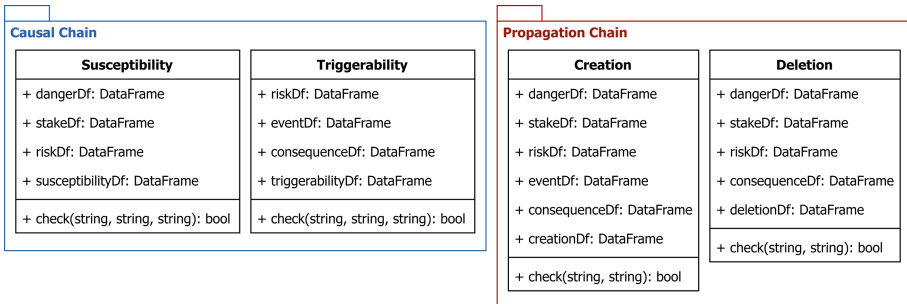 Causal Chain
Susceptibility
+ dangerDf: DataFrame
+ stakeDf: DataFrame
+ riskDf: DataFrame
+ susceptibilityDf: DataFrame
+ check(string, string, string): bool
Triggerability
+ riskDf: DataFrame
+ eventDf: DataFrame
+ consequenceDf: DataFrame
+ triggerabilityDf: DataFrame
+ check(string, string, string): bool
Propagation Chain
Creation
+ dangerDf: DataFrame
+ stakeDf: DataFrame
+ riskDf: DataFrame
+ eventDf: DataFrame
+ consequenceDf: DataFrame
+ creationDf: DataFrame
+ check(string, string): bool
Deletion
+ dangerDf: DataFrame
+ stakeDf: DataFrame
+ riskDf: DataFrame
+ consequenceDf: DataFrame
+ deletionDf: DataFrame
+ check(string, string): bool